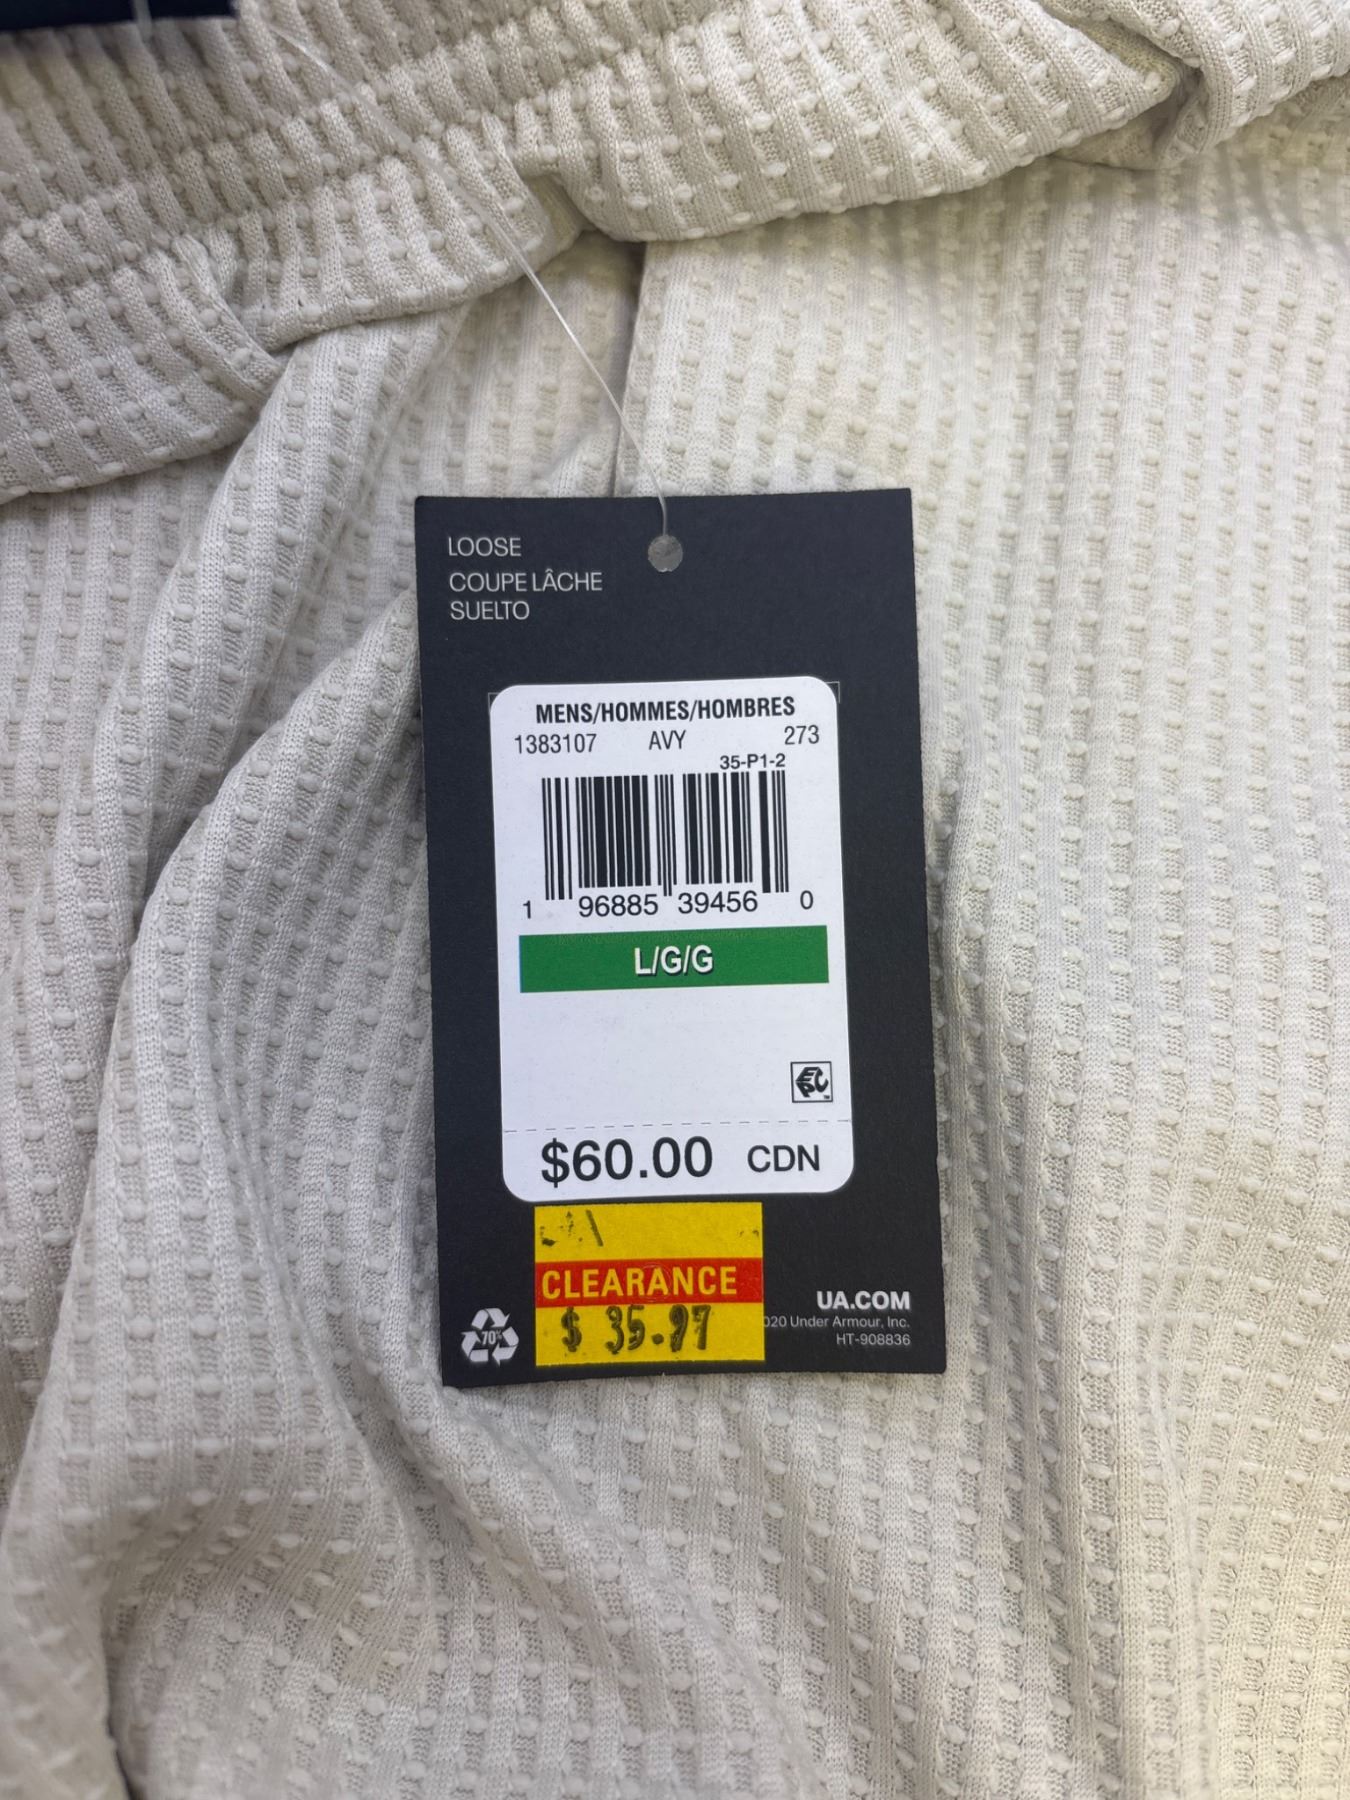 LOOSE
COUPE LÂCHE
SUELTO
MENS/HOMMES/HOMBRES
1383107 AVY 273
35-P1-2
1 96885 39456 0
L/G/G
$60.00 CDN
CLEARANCE
$ 35.97
70%
UA.COM
020 Under Armour, Inc.
HT-908836